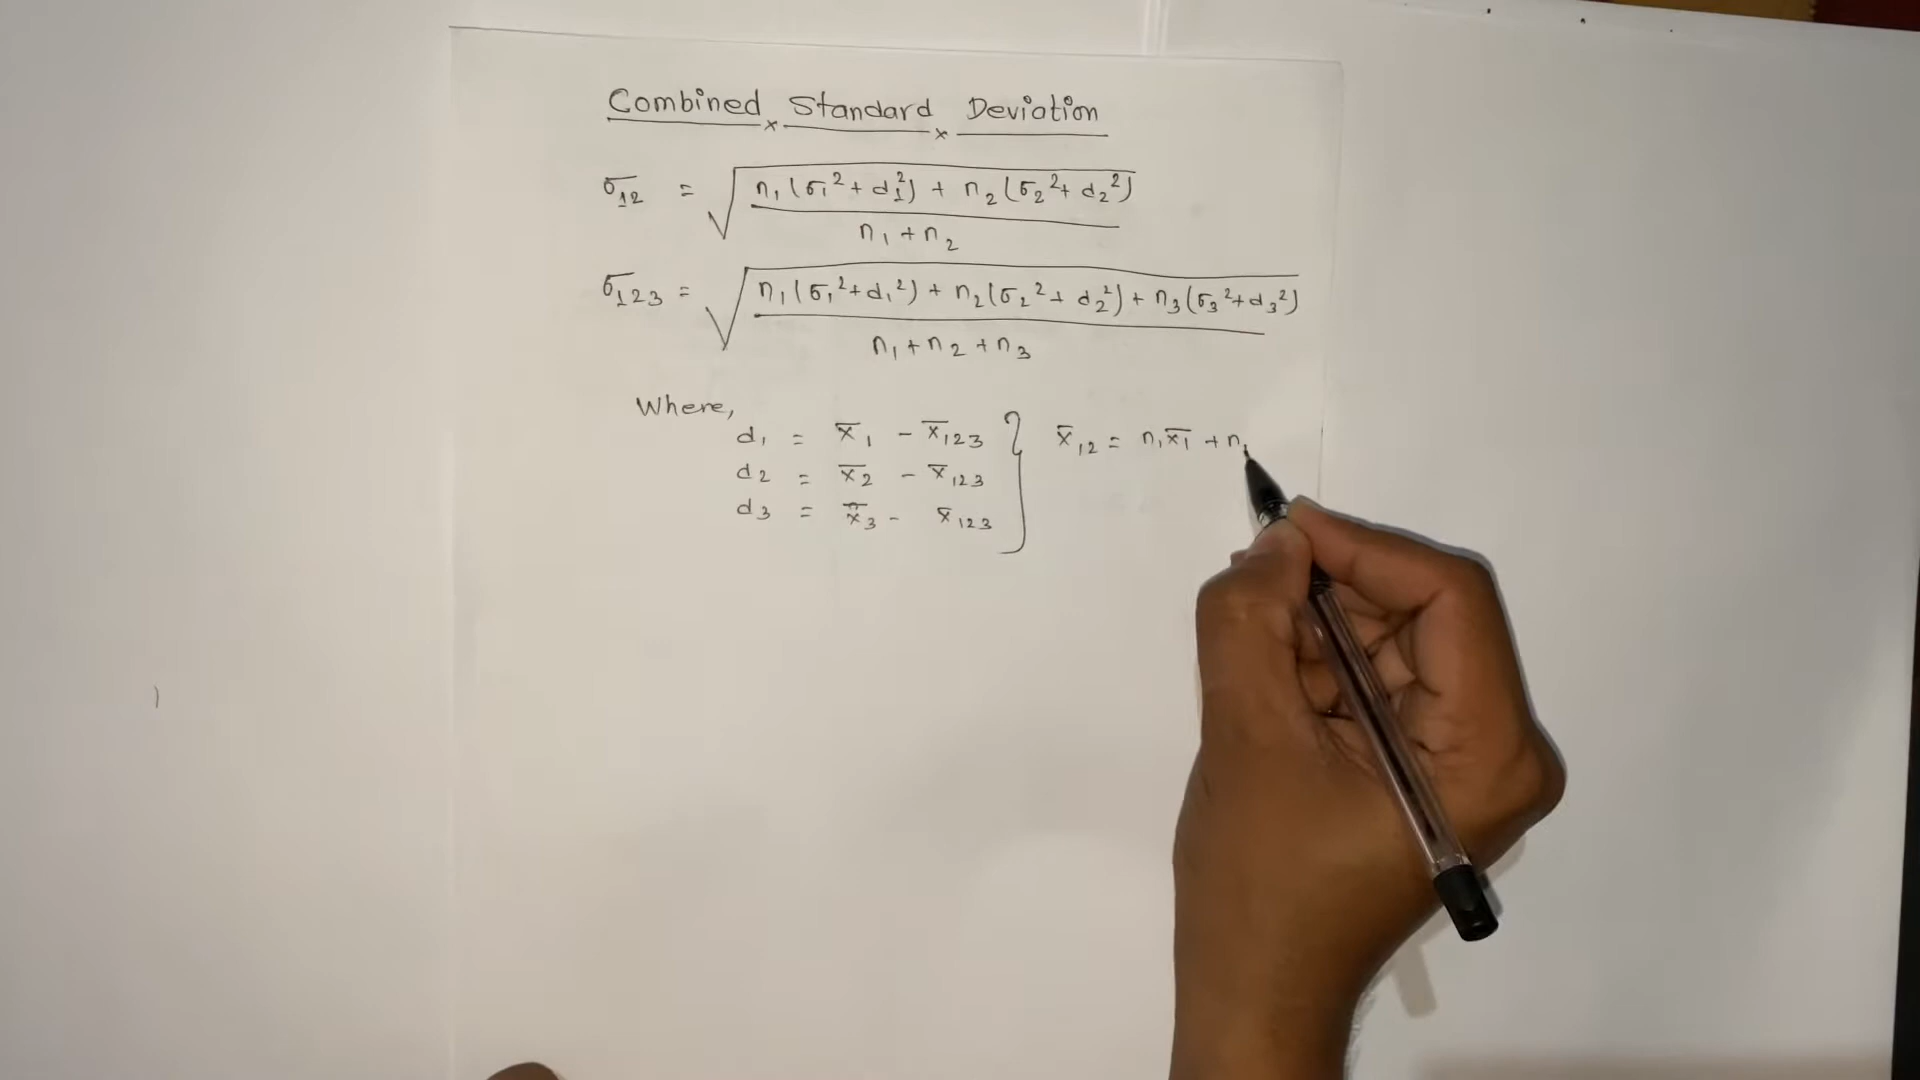 Combined Standard Deviation
σ₁₂ = √(n₁(σ₁² + d₁²) + n₂(σ₂² + d₂²) / n₁ + n₂)
σ₁₂₃ = √(n₁(σ₁² + d₁²) + n₂(σ₂² + d₂²) + n₃(σ₃² + d₃²) / n₁ + n₂ + n₃)
Where,
d₁ = x̄₁ - x̄₁₂₃
d₂ = x̄₂ - x̄₁₂₃
d₃ = x̄₃ - x̄₁₂₃
x̄₁₂ = n₁x̄₁ + n